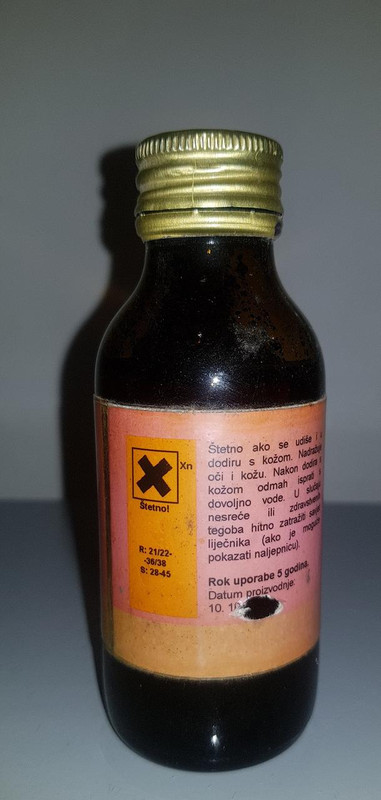 Xn
Štetno!
R: 21/22-
-36/38
S: 28-45
Štetno ako se udiše i u
dodiru s kožom. Nadražuje
oči i kožu. Nakon dodira s
kožom odmah isprati s
dovoljno vode. U slučaju
nesreće ili zdravstvenih
tegoba hitno zatražiti savjet
liječnika (ako je moguće
pokazati naljepnicu).
Rok uporabe 5 godina.
Datum proizvodnje:
10. 10